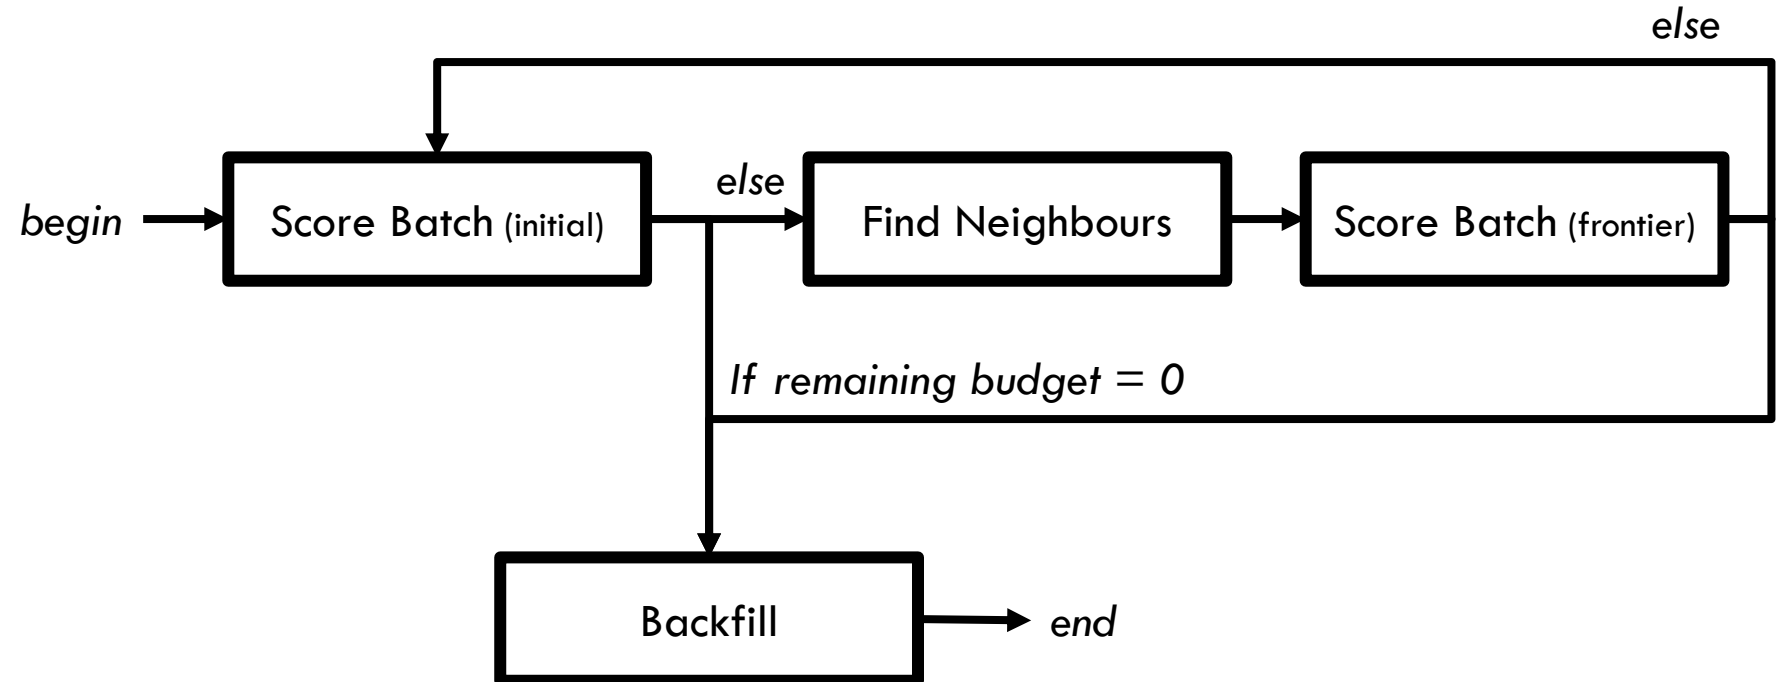 else
else
begin
Score Batch (initial)
Find Neighbours
Score Batch (frontier)
If remaining budget = 0
Backfill
end